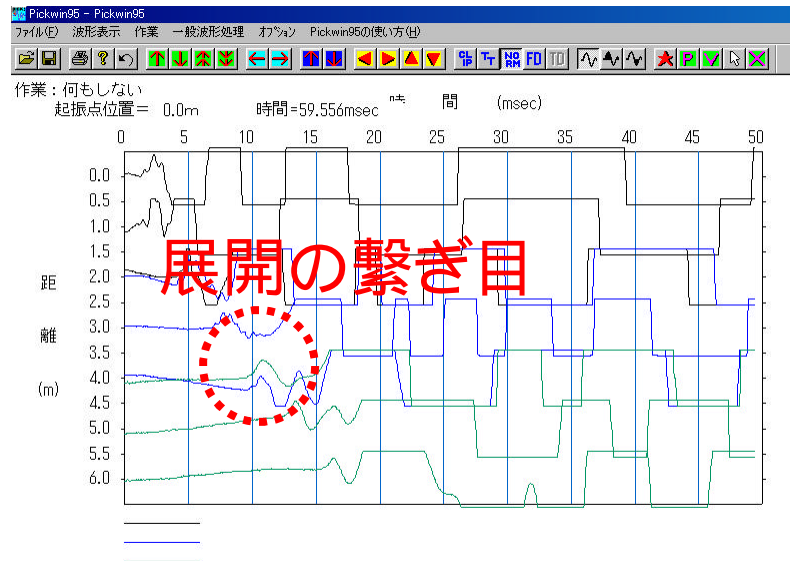 Pickwin95 - Pickwin95
ファイル(F) 波形表示 作業 一般波形処理 オプション Pickwin95の使い方(H)
CLIP TT NORM FD TD P
作業：何もしない
起振点位置＝ 0.0m 時間=59.556msec 時 間 (msec)
0 5 10 15 20 25 30 35 40 45 50
0.0
0.5
1.0
1.5
展開の繋ぎ目
2.0
距
2.5
3.0
離
3.5
4.0
(m)
4.5
5.0
5.5
6.0